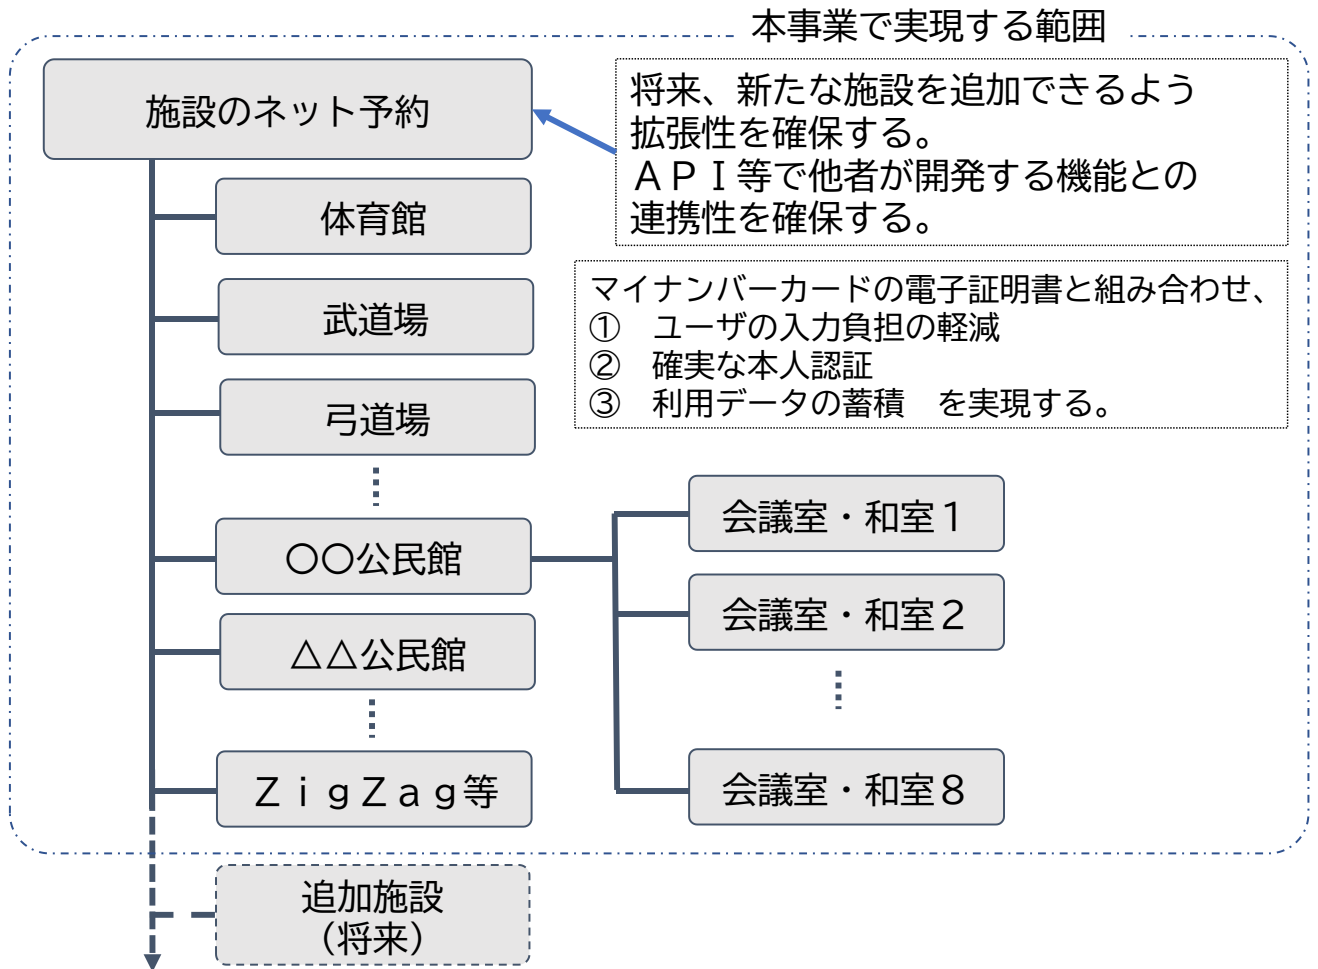 本事業で実現する範囲
施設のネット予約
将来、新たな施設を追加できるよう
拡張性を確保する。
ＡＰＩ等で他者が開発する機能との
連携性を確保する。
体育館
マイナンバーカードの電子証明書と組み合わせ、
①　ユーザの入力負担の軽減
②　確実な本人認証
③　利用データの蓄積　を実現する。
武道場
弓道場
〇〇公民館
△△公民館
ＺｉｇＺａｇ等
会議室・和室１
会議室・和室２
会議室・和室８
追加施設
（将来）